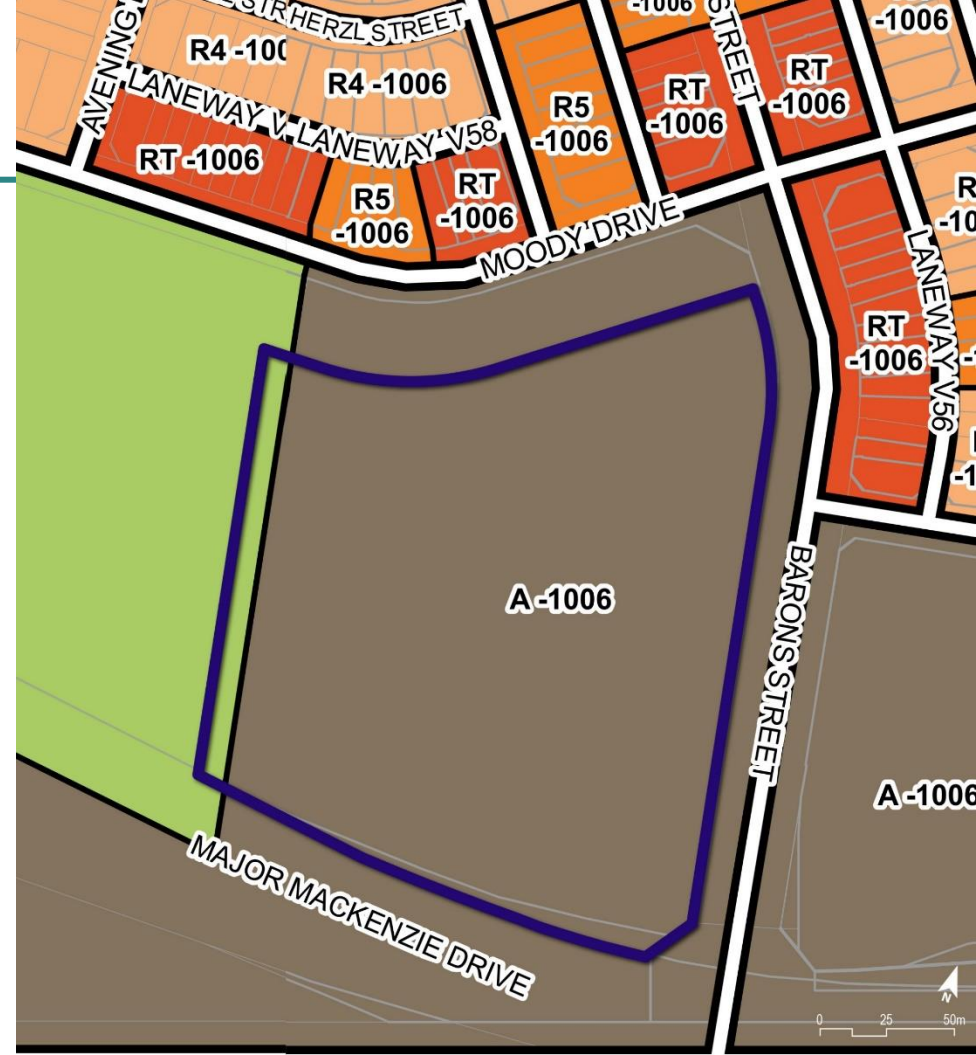 HERZL STREET
-1006
STREET
-1006
R4 -100
R4 -1006
RT
-1006
RT
-1006
R5
-1006
LANEWAY V
LANEWAY V58
RT -1006
RT
-1006
R5
-1006
MOODY DRIVE
LANEWAY V56
RT
-1006
A -1006
BARONS STREET
A -1006
MAJOR MACKENZIE DRIVE
N
0 25 50m